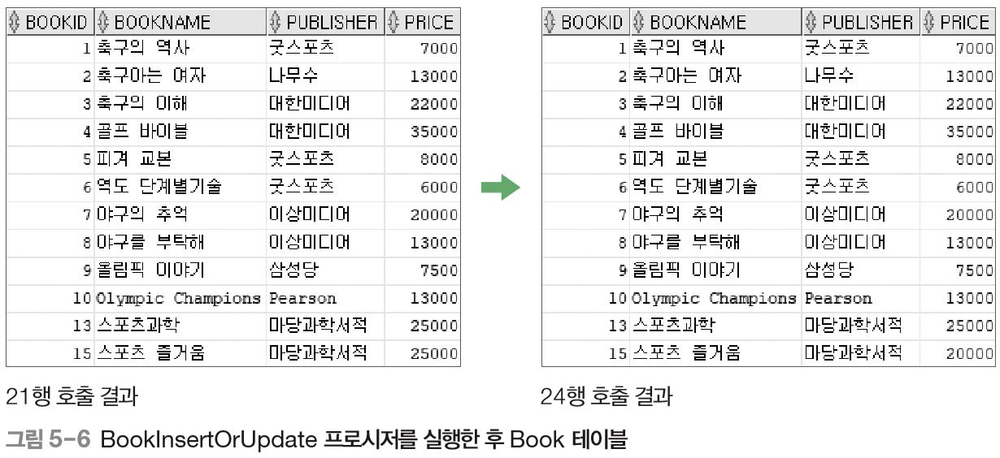 BOOKID BOOKNAME PUBLISHER PRICE
1 축구의 역사 굿스포츠 7000
2 축구아는 여자 나무수 13000
3 축구의 이해 대한미디어 22000
4 골프 바이블 대한미디어 35000
5 피겨 교본 굿스포츠 8000
6 역도 단계별기술 굿스포츠 6000
7 야구의 추억 이상미디어 20000
8 야구를 부탁해 이상미디어 13000
9 올림픽 이야기 삼성당 7500
10 Olympic Champions Pearson 13000
13 스포츠과학 마당과학서적 25000
15 스포츠 즐거움 마당과학서적 25000
21행 호출 결과
BOOKID BOOKNAME PUBLISHER PRICE
1 축구의 역사 굿스포츠 7000
2 축구아는 여자 나무수 13000
3 축구의 이해 대한미디어 22000
4 골프 바이블 대한미디어 35000
5 피겨 교본 굿스포츠 8000
6 역도 단계별기술 굿스포츠 6000
7 야구의 추억 이상미디어 20000
8 야구를 부탁해 이상미디어 13000
9 올림픽 이야기 삼성당 7500
10 Olympic Champions Pearson 13000
13 스포츠과학 마당과학서적 25000
15 스포츠 즐거움 마당과학서적 20000
24행 호출 결과
그림 5-6 BookInsertOrUpdate 프로시저를 실행한 후 Book 테이블